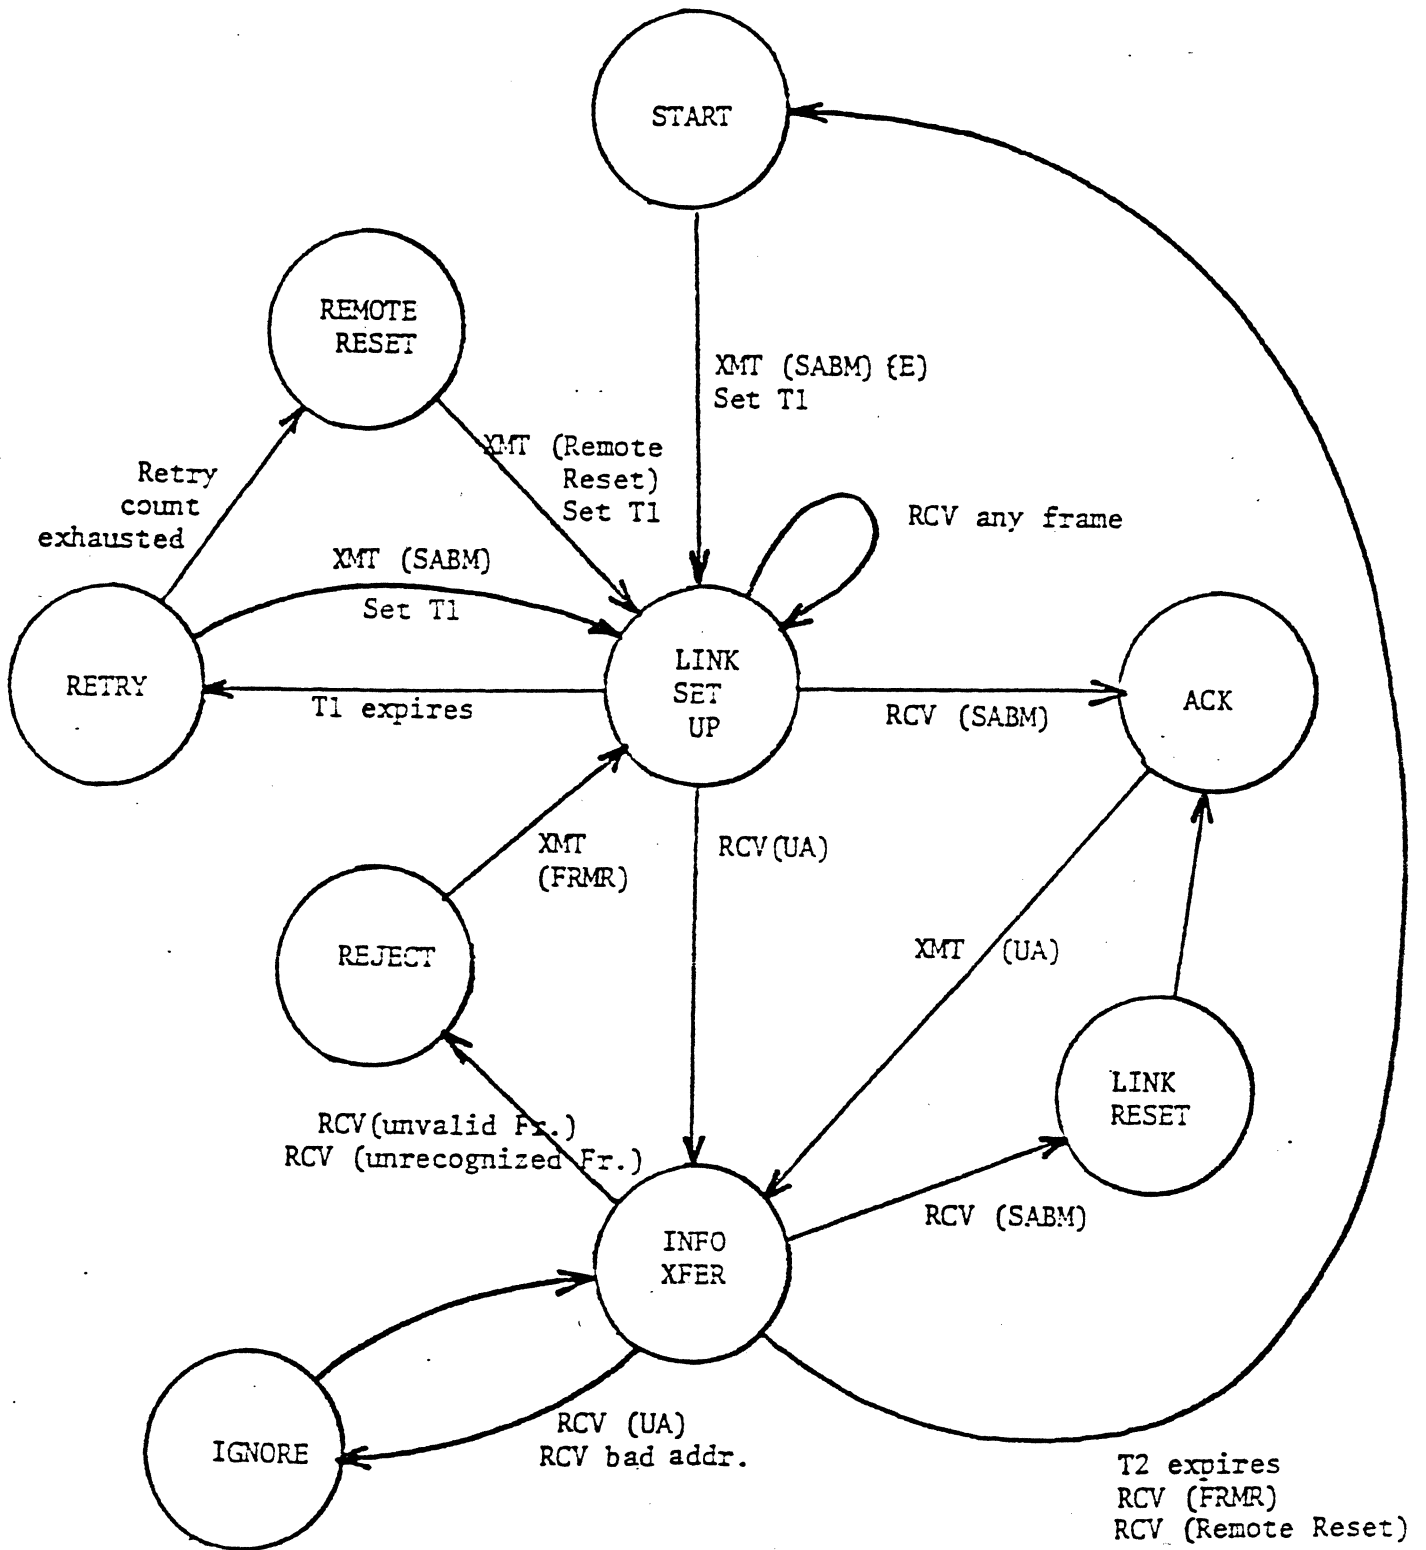 START
REMOTE
RESET
XMT (SABM) {E)
Set T1
XMT (Remote
Reset)
Set T1
Retry
count
exhausted
RCV any frame
XMT (SABM)
Set T1
LINK
SET
UP
RETRY
ACK
T1 expires
RCV (SABM)
XMT
(FRMR)
RCV(UA)
REJECT
XMT (UA)
LINK
RESET
RCV(unvalid Fr.)
RCV (unrecognized Fr.)
RCV (SABM)
INFO
XFER
RCV (UA)
RCV bad addr.
IGNORE
T2 expires
RCV (FRMR)
RCV (Remote Reset)